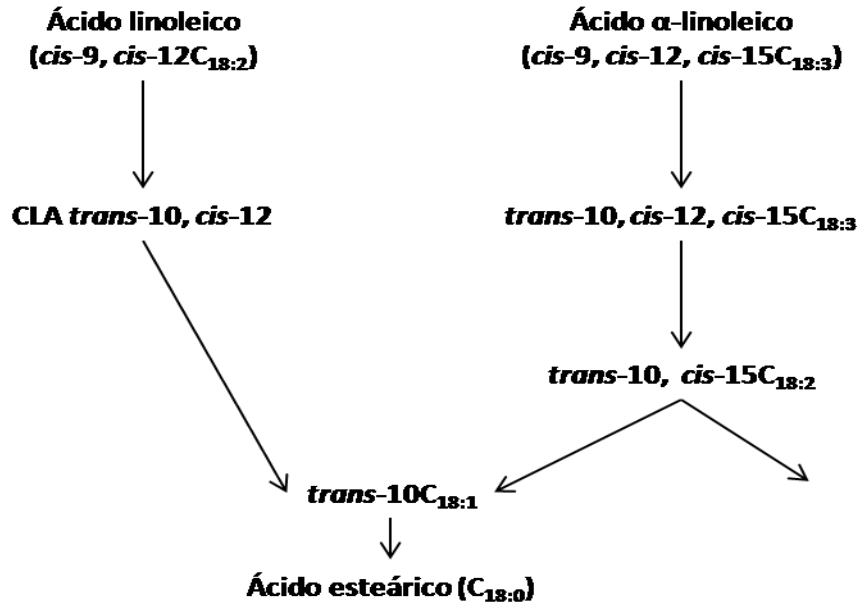 Ácido linoleico
(cis-9, cis-12C18:2)
Ácido α-linoleico
(cis-9, cis-12, cis-15C18:3)
CLA trans-10, cis-12
trans-10, cis-12, cis-15C18:3
trans-10, cis-15C18:2
trans-10C18:1
Ácido esteárico (C18:0)